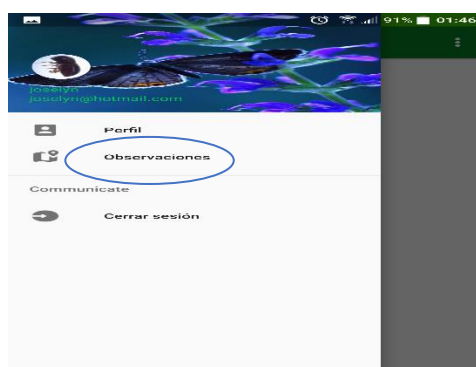 91% 01:46
joselyn
joselyn@hotmail.com
Perfil
Observaciones
Communicate
Cerrar sesión